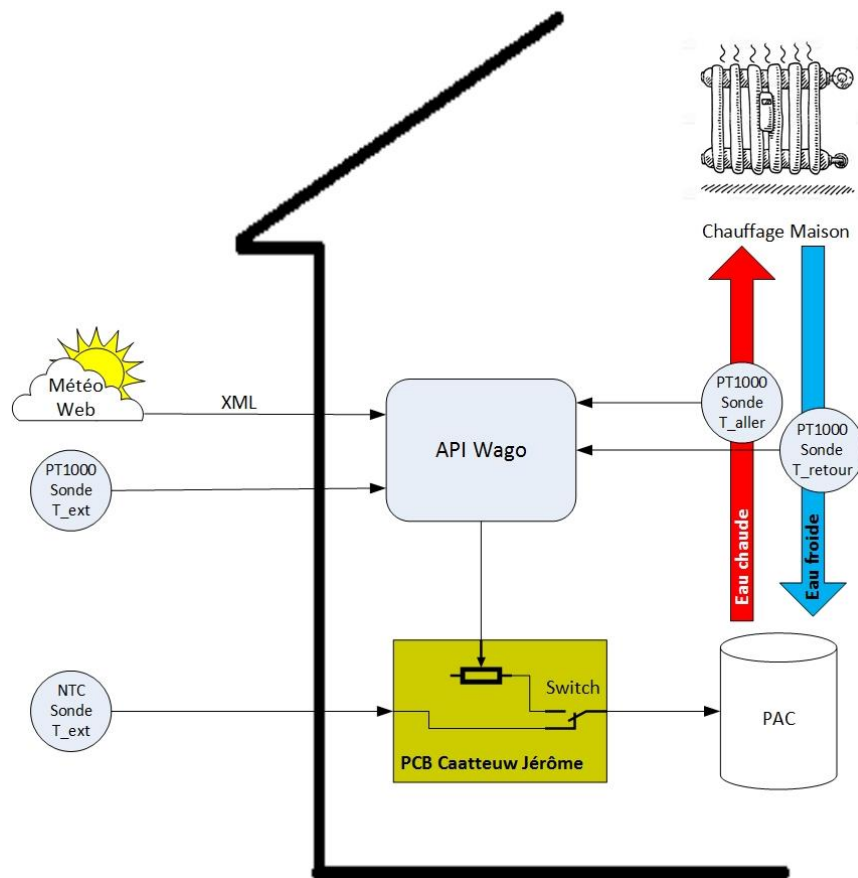 Chauffage Maison
Météo
Web
XML
PT1000
Sonde
T_ext
API Wago
PT1000
Sonde
T_aller
PT1000
Sonde
T_retour
Eau chaude
Eau froide
NTC
Sonde
T_ext
Switch
PCB Caatteuw Jérôme
PAC